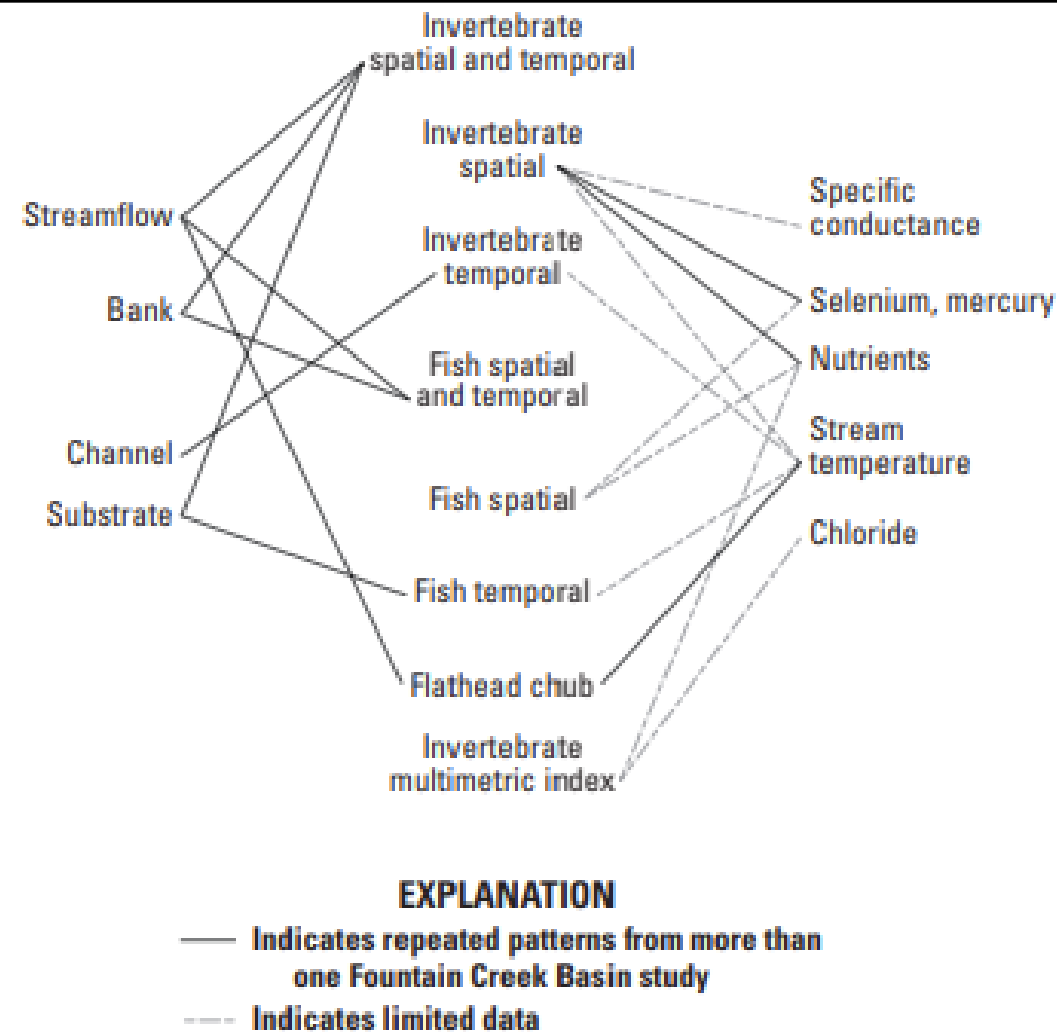 Invertebrate
spatial and temporal
Invertebrate
spatial
Specific
conductance
Streamflow
Invertebrate
temporal
Selenium, mercury
Bank
Nutrients
Fish spatial
and temporal
Stream
temperature
Channel
Fish spatial
Substrate
Chloride
Fish temporal
Flathead chub
Invertebrate
multimetric index
EXPLANATION
Indicates repeated patterns from more than
one Fountain Creek Basin study
Indicates limited data